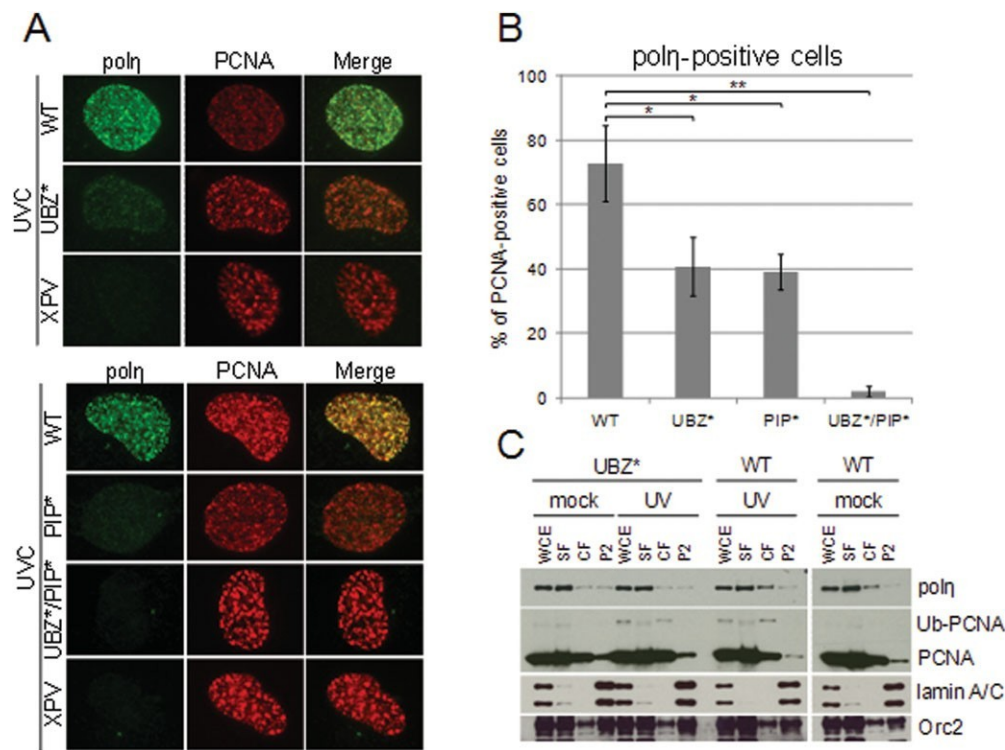 A
polη PCNA Merge
UVC
WT
UBZ*
XPV
polη PCNA Merge
UVC
WT
PIP*
UBZ*/PIP*
XPV
B
polη-positive cells
% of PCNA-positive cells
100
80
60
40
20
0
**
*
*
WT UBZ* PIP* UBZ*/PIP*
C
UBZ* WT WT
mock UV UV mock
WCE SF CF P2 WCE SF CF P2 WCE SF CF P2 WCE SF CF P2
polη
Ub-PCNA
PCNA
lamin A/C
Orc2